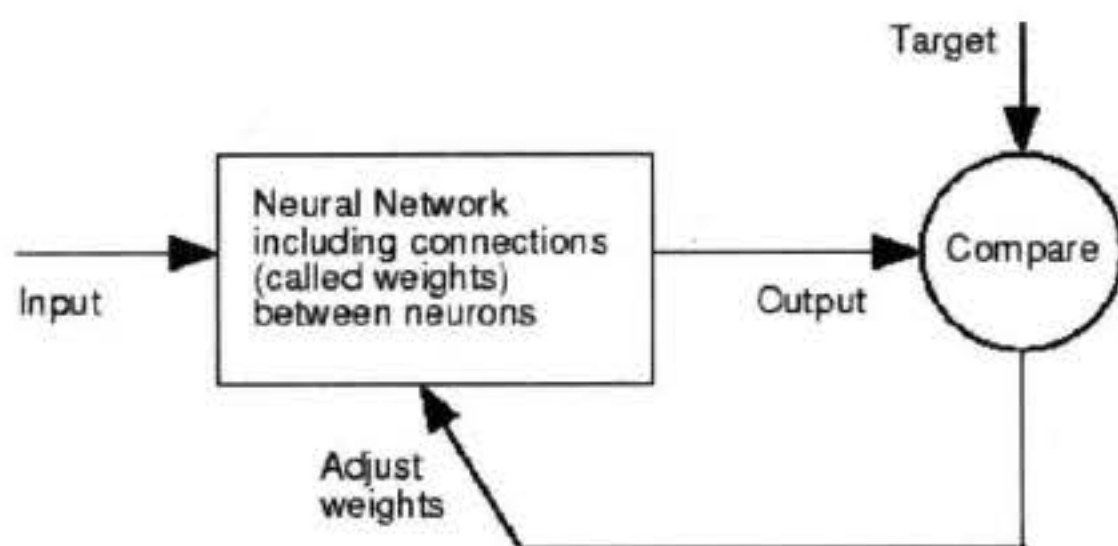 Target
Neural Network
including connections
(called weights)
between neurons
Compare
Input
Output
Adjust
weights